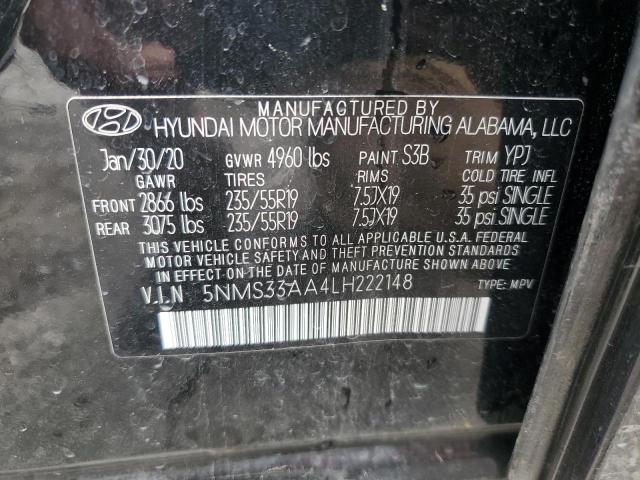 MANUFACTURED BY
HYUNDAI MOTOR MANUFACTURING ALABAMA, LLC
Jan/30/20 GVWR 4960 lbs PAINT S3B TRIM YPJ
GAWR TIRES RIMS COLD TIRE INFL
FRONT 2866 lbs 235/55R19 7.5JX19 35 psi SINGLE
REAR 3075 lbs 235/55R19 7.5JX19 35 psi SINGLE
THIS VEHICLE CONFORMS TO ALL APPLICABLE U.S.A. FEDERAL
MOTOR VEHICLE SAFETY AND THEFT PREVENTION STANDARDS
IN EFFECT ON THE DATE OF MANUFACTURE SHOWN ABOVE
V.I.N 5NMS33AA4LH222148 TYPE: MPV